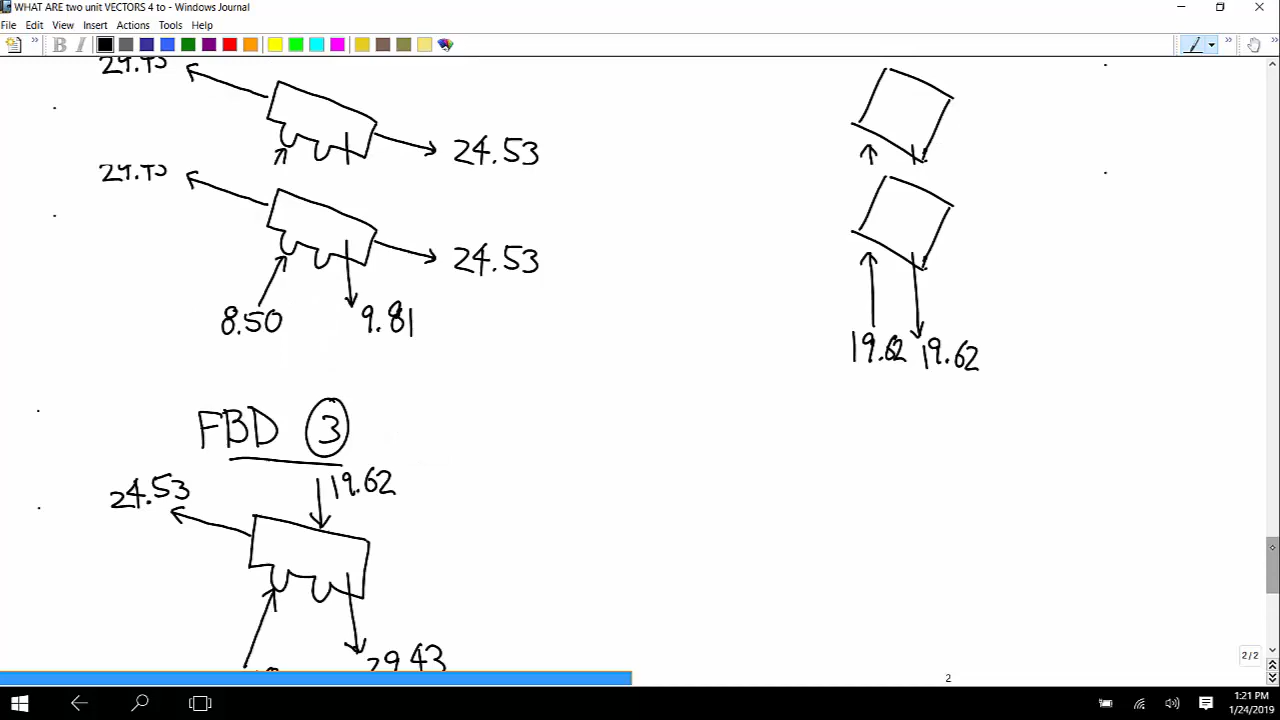 WHAT ARE two unit VECTORS 4 to - Windows Journal
File Edit View Insert Actions Tools Help
B I
24.53
24.53
8.50 9.81
19.62 19.62
FBD 3
19.62
24.53
29.43
2/2
2
1:21 PM
1/24/2019